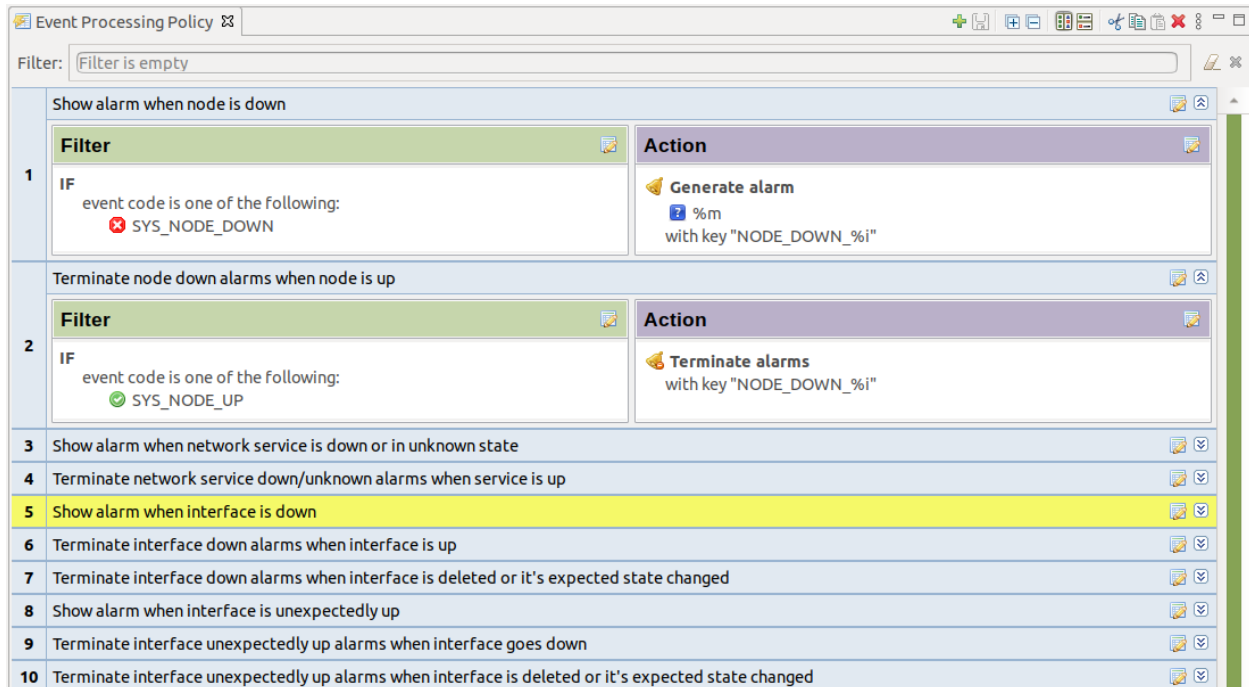 Event Processing Policy
Filter: Filter is empty
Show alarm when node is down
Filter
Action
1
IF
event code is one of the following:
SYS_NODE_DOWN
Generate alarm
? %m
with key "NODE_DOWN_%i"
Terminate node down alarms when node is up
Filter
Action
2
IF
event code is one of the following:
SYS_NODE_UP
Terminate alarms
with key "NODE_DOWN_%i"
3 Show alarm when network service is down or in unknown state
4 Terminate network service down/unknown alarms when service is up
5 Show alarm when interface is down
6 Terminate interface down alarms when interface is up
7 Terminate interface down alarms when interface is deleted or it's expected state changed
8 Show alarm when interface is unexpectedly up
9 Terminate interface unexpectedly up alarms when interface goes down
10 Terminate interface unexpectedly up alarms when interface is deleted or it's expected state changed